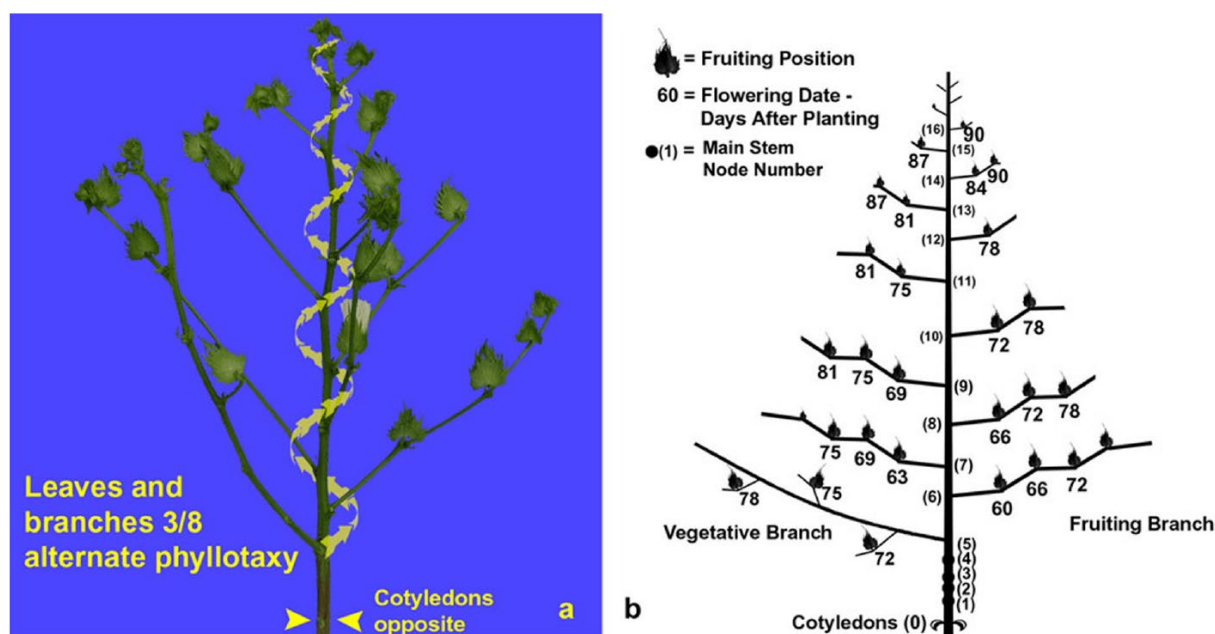 Leaves and
branches 3/8
alternate phyllotaxy
Cotyledons
opposite
a
= Fruiting Position
60 = Flowering Date -
Days After Planting
(1) = Main Stem
Node Number
(16)
90
87
(15)
(14)
84
90
87
81
(13)
(12)
78
81
75
(11)
(10)
72
78
81
75
69
(9)
(8)
66
72
78
75
69
63
(7)
(6)
60
66
72
78
75
72
Vegetative Branch
Fruiting Branch
(5)
(4)
(3)
(2)
(1)
b
Cotyledons (0)